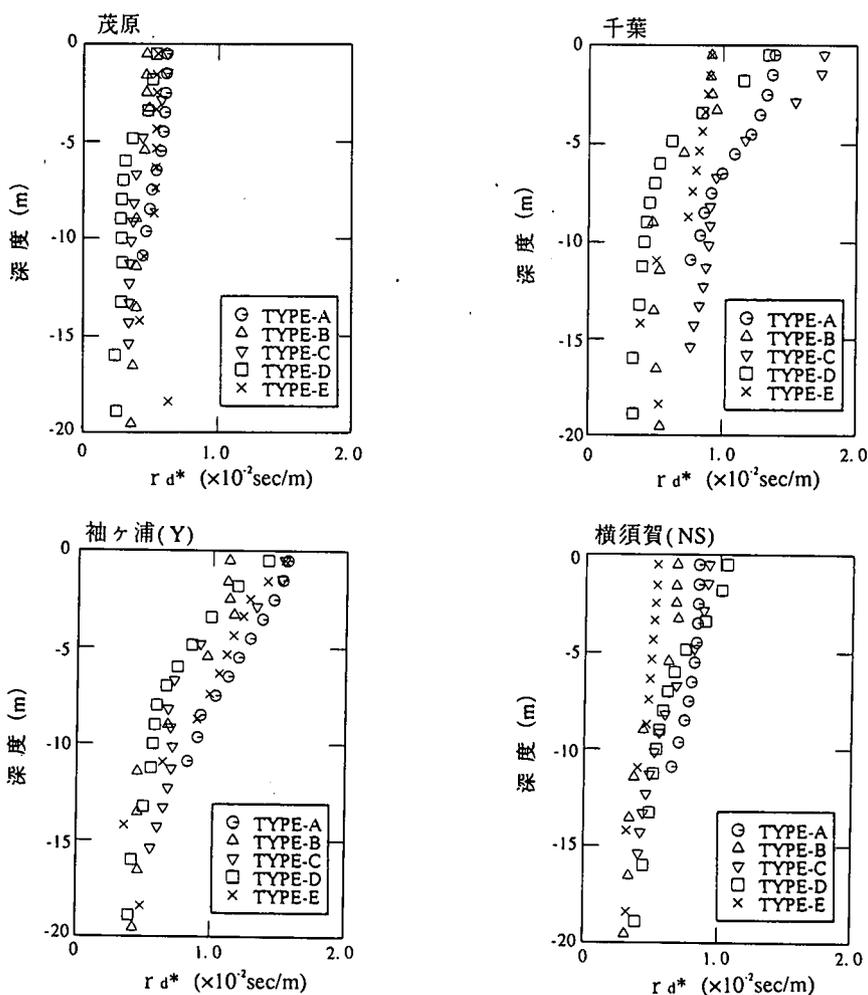 茂原
0
-5
-10
-15
-20
深度 (m)
TYPE-A
TYPE-B
TYPE-C
TYPE-D
TYPE-E
0
1.0
2.0
r d* (×10⁻²sec/m)
千葉
0
-5
-10
-15
-20
深度 (m)
TYPE-A
TYPE-B
TYPE-C
TYPE-D
TYPE-E
0
1.0
2.0
r d* (×10⁻²sec/m)
袖ヶ浦(Y)
0
-5
-10
-15
-20
深度 (m)
TYPE-A
TYPE-B
TYPE-C
TYPE-D
TYPE-E
0
1.0
2.0
r d* (×10⁻²sec/m)
横須賀(NS)
0
-5
-10
-15
-20
深度 (m)
TYPE-A
TYPE-B
TYPE-C
TYPE-D
TYPE-E
0
1.0
2.0
r d* (×10⁻²sec/m)